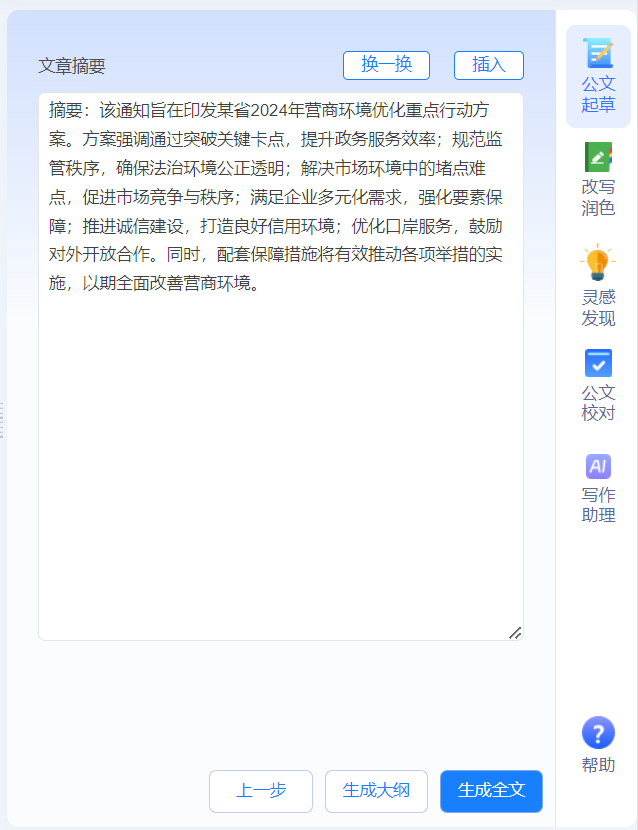 文章摘要
换一换
插入
摘要：该通知旨在印发某省2024年营商环境优化重点行动方
案。方案强调通过突破关键卡点，提升政务服务效率；规范监
管秩序，确保法治环境公正透明；解决市场环境中的堵点难
点，促进市场竞争与秩序；满足企业多元化需求，强化要素保
障；推进诚信建设，打造良好信用环境；优化口岸服务，鼓励
对外开放合作。同时，配套保障措施将有效推动各项举措的实
施，以期全面改善营商环境。
上一步
生成大纲
生成全文
公文
起草
改写
润色
灵感
发现
公文
校对
AI
写作
助理
?
帮助